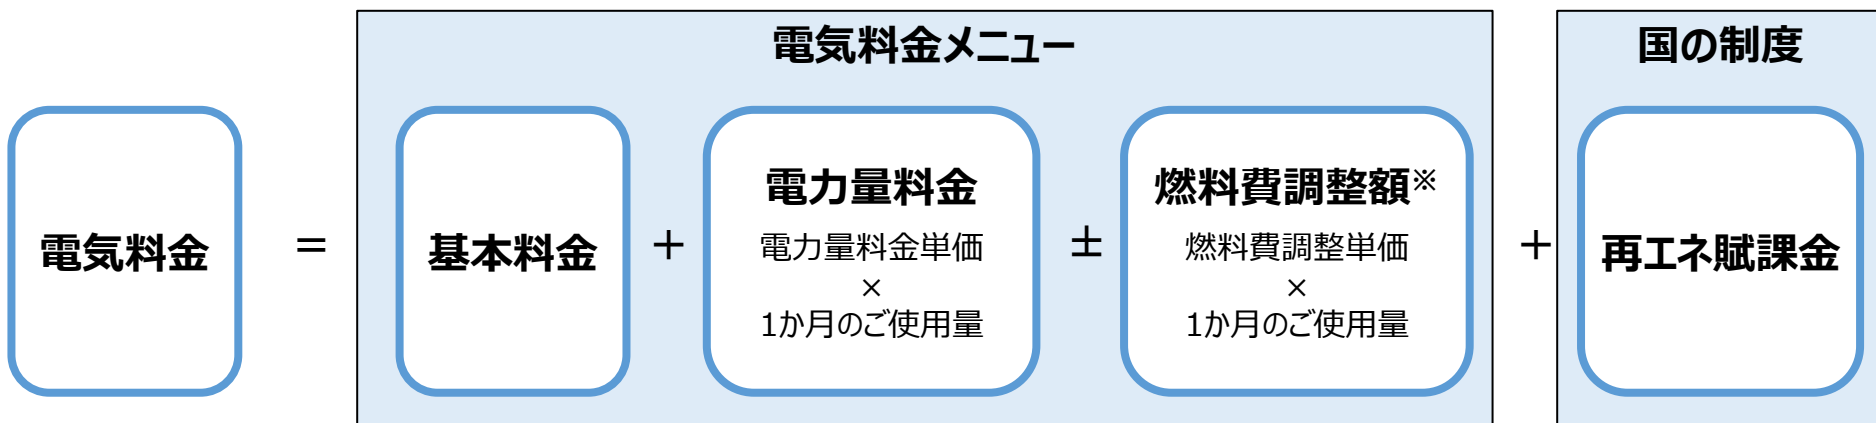 電気料金メニュー
国の制度
電気料金
＝
基本料金
＋
電力量料金
電力量料金単価
×
1か月のご使用量
±
燃料費調整額※
燃料費調整単価
×
1か月のご使用量
＋
再エネ賦課金